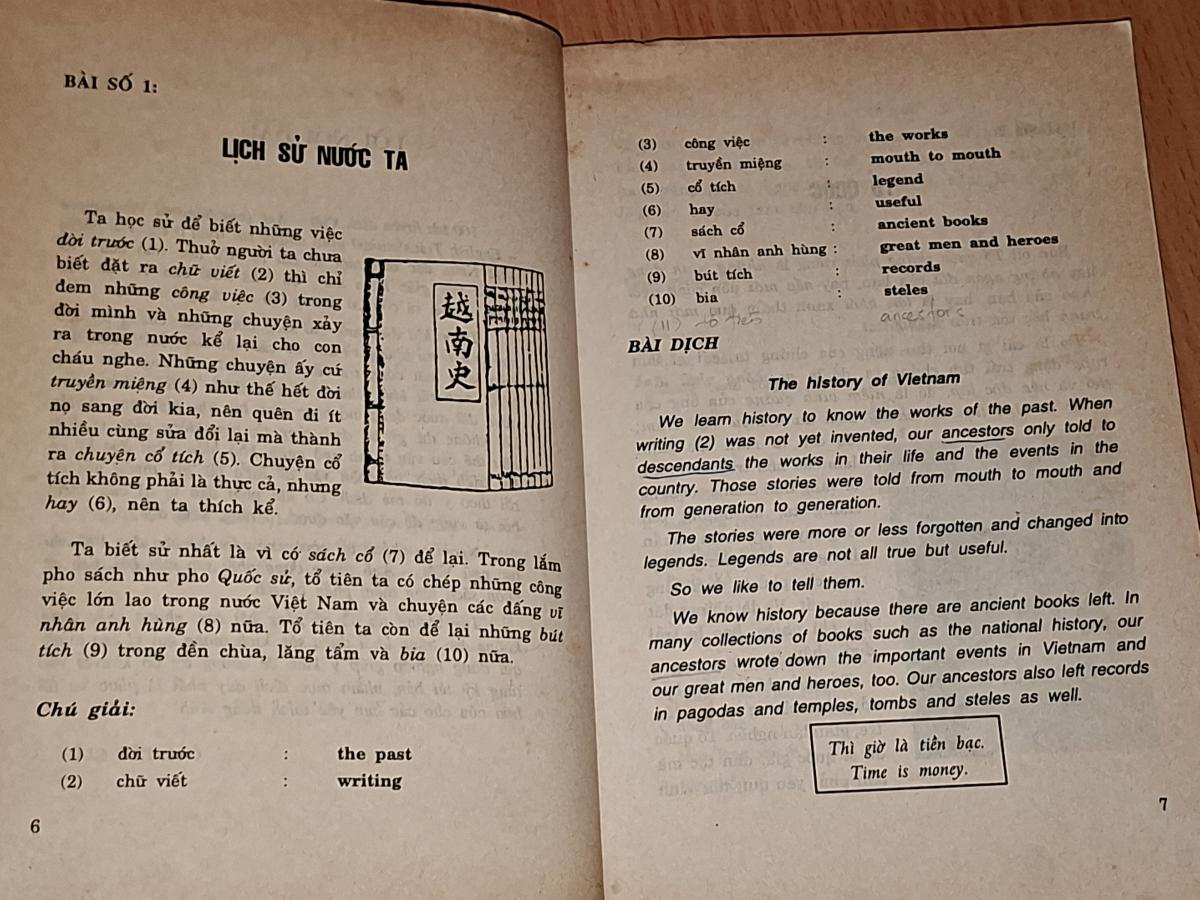 BÀI SỐ 1:
LỊCH SỬ NƯỚC TA
Ta học sử để biết những việc
đời trước (1). Thuở người ta chưa
biết đặt ra chữ viết (2) thì chỉ
đem những công việc (3) trong
đời mình và những chuyện xảy
ra trong nước kể lại cho con
cháu nghe. Những chuyện ấy cứ
truyền miệng (4) như thế hết đời
nọ sang đời kia, nên quên đi ít
nhiều cùng sửa đổi lại mà thành
ra chuyện cổ tích (5). Chuyện cổ
tích không phải là thực cả, nhưng
hay (6), nên ta thích kể.
越南史
Ta biết sử nhất là vì có sách cổ (7) để lại. Trong lắm
pho sách như pho Quốc sử, tổ tiên ta có chép những công
việc lớn lao trong nước Việt Nam và chuyện các đấng vĩ
nhân anh hùng (8) nữa. Tổ tiên ta còn để lại những bút
tích (9) trong đền chùa, lăng tẩm và bia (10) nữa.
Chú giải:
(1) đời trước : the past
(2) chữ viết : writing
6
(3) công việc : the works
(4) truyền miệng : mouth to mouth
(5) cổ tích : legend
(6) hay : useful
(7) sách cổ : ancient books
(8) vĩ nhân anh hùng : great men and heroes
(9) bút tích : records
(10) bia : steles
(11) tổ tiên ancestors
BÀI DỊCH
The history of Vietnam
We learn history to know the works of the past. When
writing (2) was not yet invented, our ancestors only told to
descendants the works in their life and the events in the
country. Those stories were told from mouth to mouth and
from generation to generation.
The stories were more or less forgotten and changed into
legends. Legends are not all true but useful.
So we like to tell them.
We know history because there are ancient books left. In
many collections of books such as the national history, our
ancestors wrote down the important events in Vietnam and
our great men and heroes, too. Our ancestors also left records
in pagodas and temples, tombs and steles as well.
Thì giờ là tiền bạc.
Time is money.
7